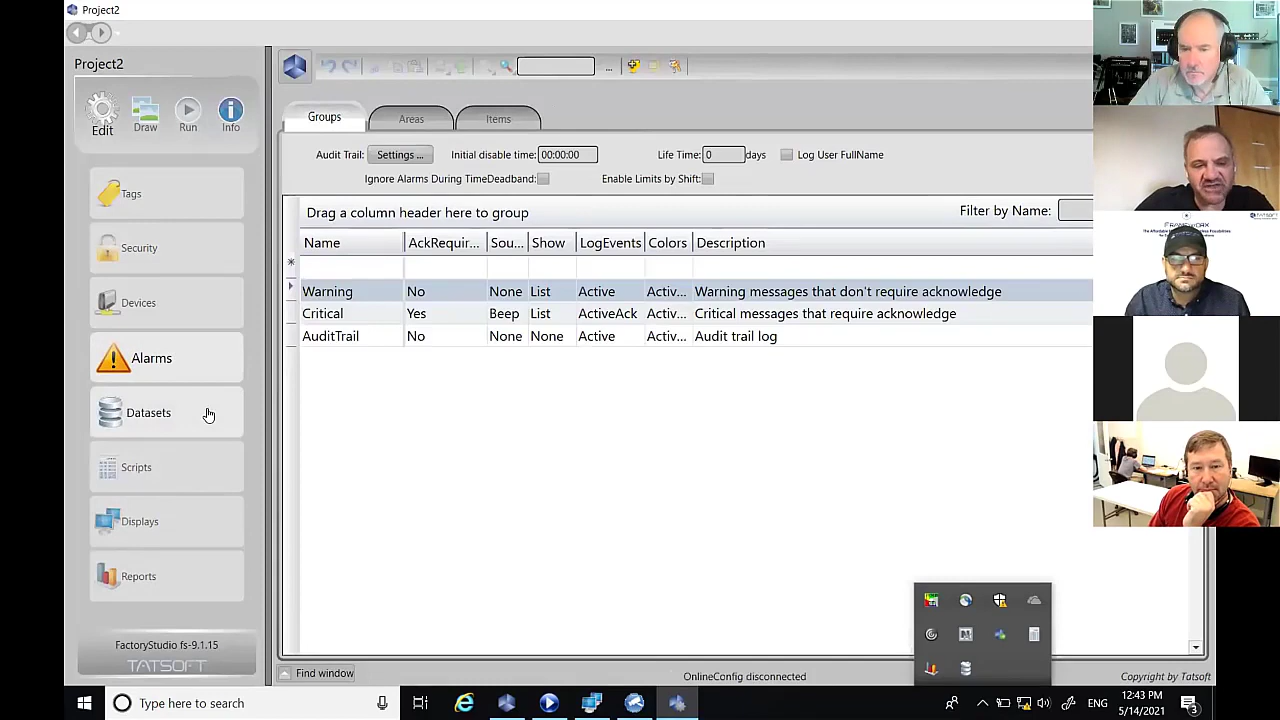 Project2
Project2
Edit
Draw
Run
Info
Tags
Security
Devices
Alarms
Datasets
Scripts
Displays
Reports
FactoryStudio fs-9.1.15
TATSOFT
...
Groups
Areas
Items
Audit Trail: Settings ... Initial disable time: 00:00:00 Life Time: 0 days Log User FullName
Ignore Alarms During TimeDeadband: Enable Limits by Shift:
Drag a column header here to group
Filter by Name:
Name AckRequir... Sou... Show LogEvents Colors Description
Warning No None List Active Activ... Warning messages that don't require acknowledge
Critical Yes Beep List ActiveAck Activ... Critical messages that require acknowledge
AuditTrail No None None Active Activ... Audit trail log
Find window
OnlineConfig disconnected
Copyright by Tatsoft
Type here to search
ENG
12:43 PM
5/14/2021
3
TATSOFT